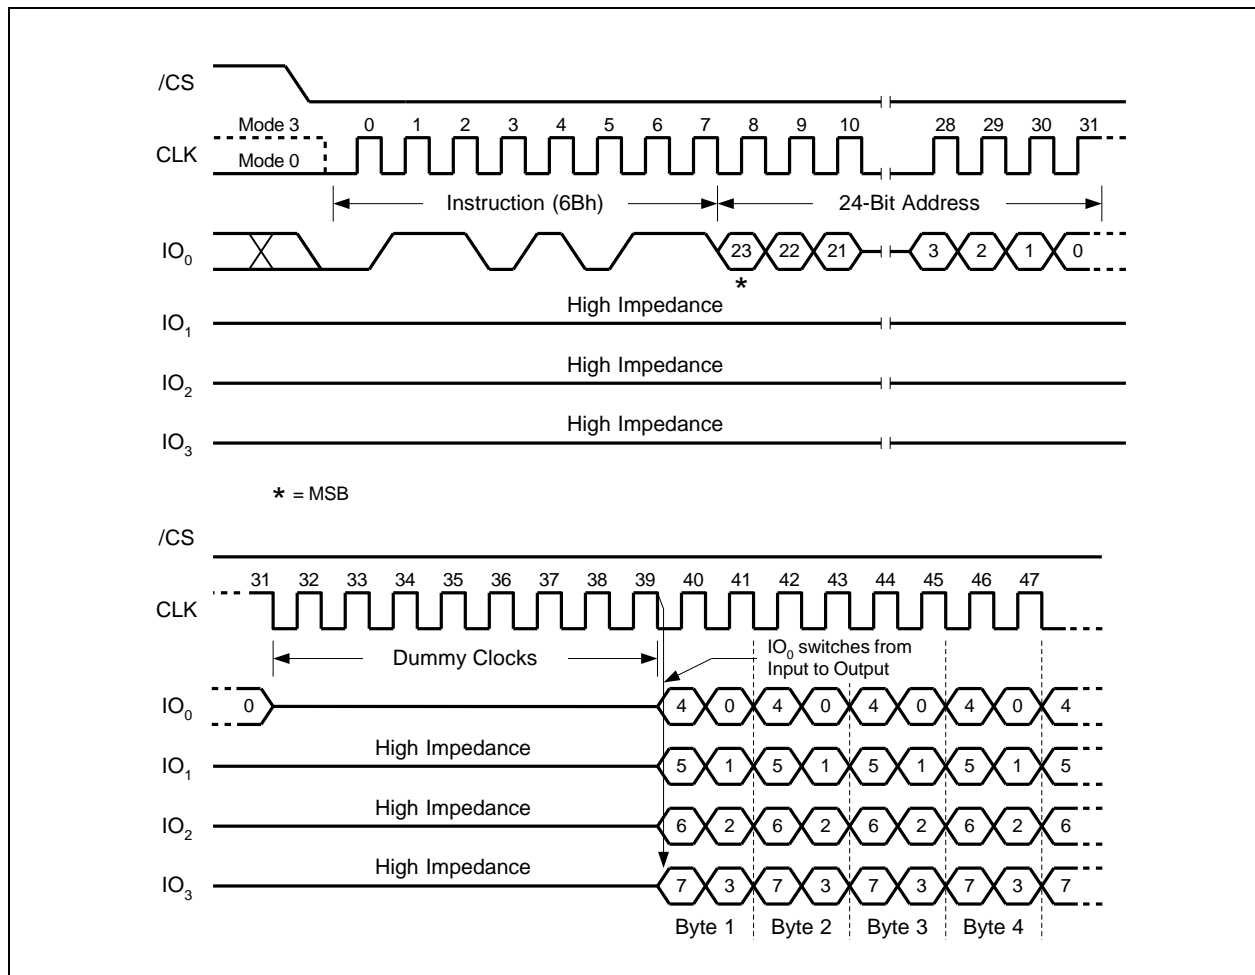 /CS
Mode 3 0 1 2 3 4 5 6 7 8 9 10 28 29 30 31
CLK
Mode 0
Instruction (6Bh) 24-Bit Address
IO0 23 22 21 3 2 1 0
*
High Impedance
IO1
High Impedance
IO2
High Impedance
IO3
* = MSB
/CS
31 32 33 34 35 36 37 38 39 40 41 42 43 44 45 46 47
CLK
IO0 switches from
Dummy Clocks Input to Output
IO0 0 4 0 4 0 4 0 4 0 4
High Impedance
IO1 5 1 5 1 5 1 5 1 5
High Impedance
IO2 6 2 6 2 6 2 6 2 6
High Impedance
IO3 7 3 7 3 7 3 7 3 7
Byte 1 Byte 2 Byte 3 Byte 4